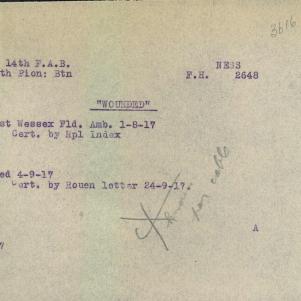 3616
14th F.A.B. NESS
th Pion: Btn F.H. 2648
"WOUNDED"
st Wessex Fld. Amb. 1-8-17
Cert. by Hpl Index
ed 4-9-17
Cert. by Rouen letter 24-9-17.
A
7